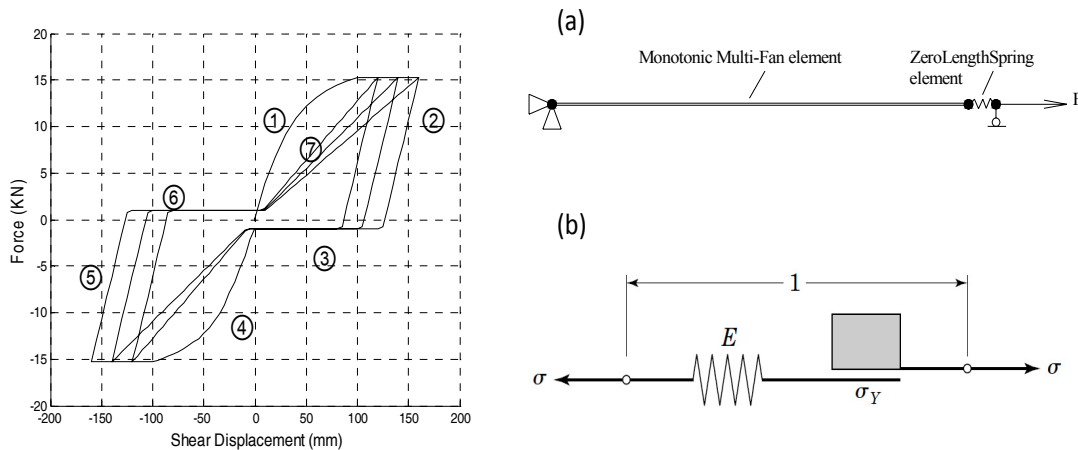 20
15
10
5
0
-5
-10
-15
-20
-200
-150
-100
-50
0
50
100
150
200
Force (KN)
Shear Displacement (mm)
1
2
3
4
5
6
7
(a)
Monotonic Multi-Fan element
ZeroLengthSpring
element
(b)
1
E
σ
σ
σY